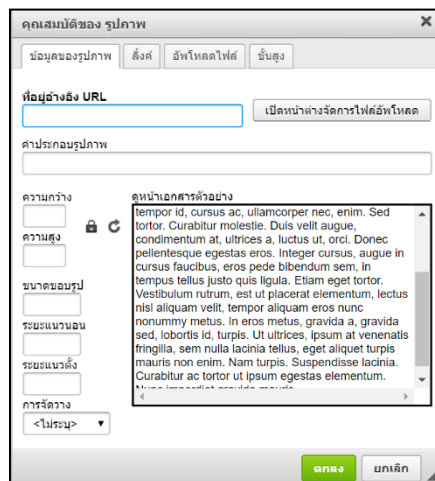 คุณสมบัติของ รูปภาพ
ข้อมูลของรูปภาพ ลิ้งค์ อัพโหลดไฟล์ ขั้นสูง
ที่อยู่อ้างอิง URL
เปิดหน้าต่างจัดการไฟล์อัพโหลด
คำประกอบรูปภาพ
ความกว้าง
ความสูง
ขนาดขอบรูป
ระยะแนวนอน
ระยะแนวตั้ง
การจัดวาง
<ไม่ระบุ>
ดูหน้าเอกสารตัวอย่าง
tempor id, cursus ac, ullamcorper nec, enim. Sed
tortor. Curabitur molestie. Duis velit augue,
condimentum at, ultrices a, luctus ut, orci. Donec
pellentesque egestas eros. Integer cursus, augue in
cursus faucibus, eros pede bibendum sem, in
tempus tellus justo quis ligula. Etiam eget tortor.
Vestibulum rutrum, est ut placerat elementum, lectus
nisl aliquam velit, tempor aliquam eros nunc
nonummy metus. In eros metus, gravida a, gravida
sed, lobortis id, turpis. Ut ultrices, ipsum at venenatis
fringilla, sem nulla lacinia tellus, eget aliquet turpis
mauris non enim. Nam turpis. Suspendisse lacinia.
Curabitur ac tortor ut ipsum egestas elementum.
Nunc imperdiet gravida mauris.
ตกลง ยกเลิก